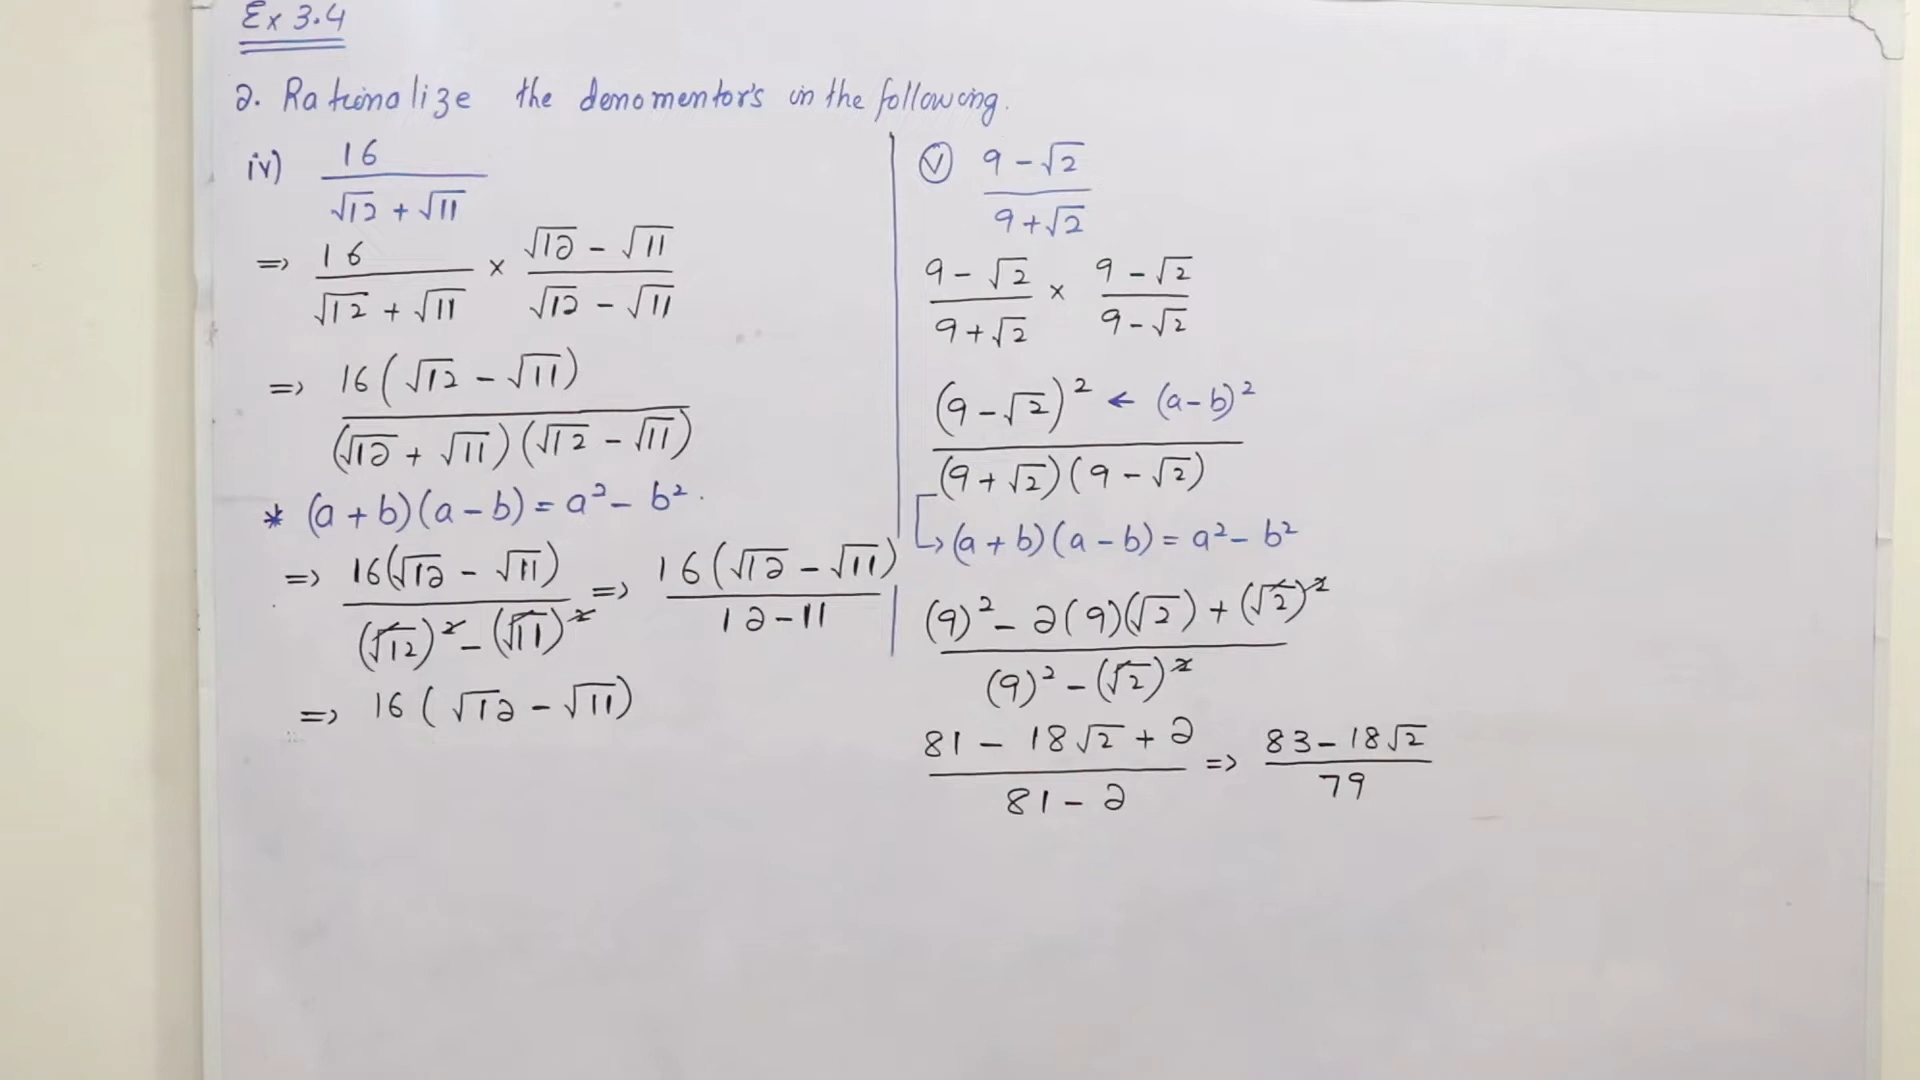 Ex 3.4
2. Rationalize the denomentor's in the following.
iv) 16 / √12 + √11
=> 16 / √12 + √11 × √12 - √11 / √12 - √11
=> 16(√12 - √11) / (√12 + √11)(√12 - √11)
* (a + b)(a - b) = a² - b².
=> 16(√12 - √11) / (√12)² - (√11)² => 16(√12 - √11) / 12 - 11
=> 16(√12 - √11)
(v) 9 - √2 / 9 + √2
9 - √2 / 9 + √2 × 9 - √2 / 9 - √2
(9 - √2)² ← (a - b)² / (9 + √2)(9 - √2)
↳ (a + b)(a - b) = a² - b²
(9)² - 2(9)(√2) + (√2)² / (9)² - (√2)²
81 - 18√2 + 2 / 81 - 2 => 83 - 18√2 / 79